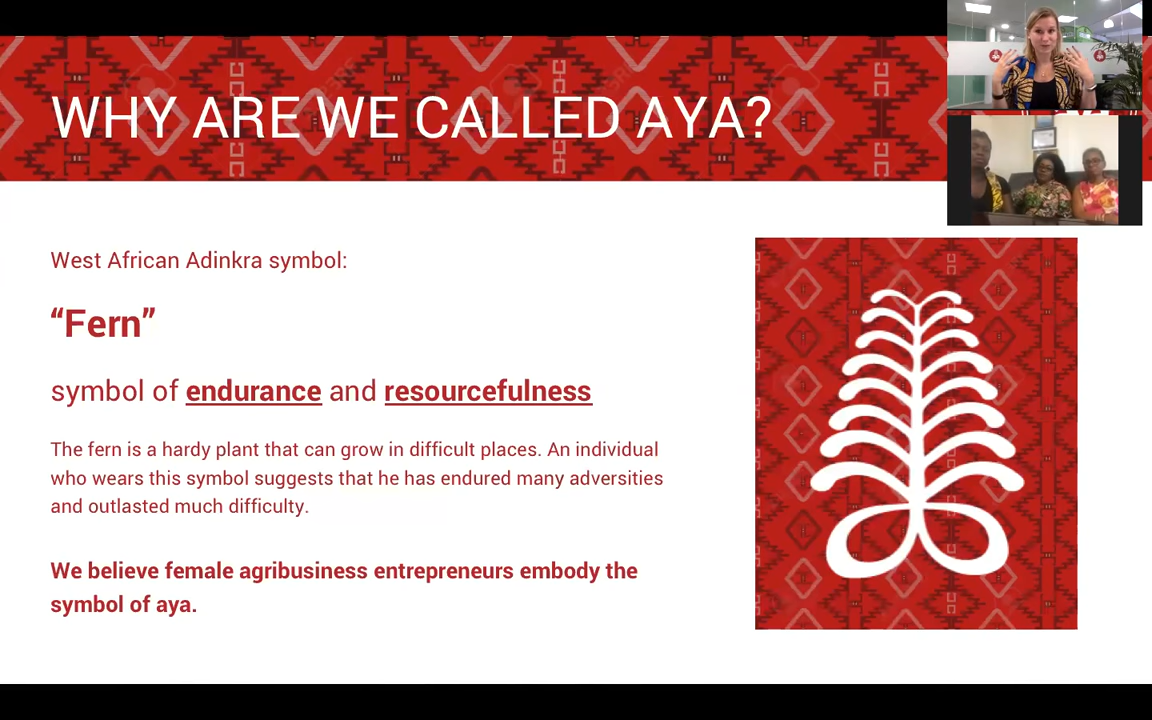 WHY ARE WE CALLED AYA?
West African Adinkra symbol:
“Fern”
symbol of endurance and resourcefulness
The fern is a hardy plant that can grow in difficult places. An individual
who wears this symbol suggests that he has endured many adversities
and outlasted much difficulty.
We believe female agribusiness entrepreneurs embody the
symbol of aya.